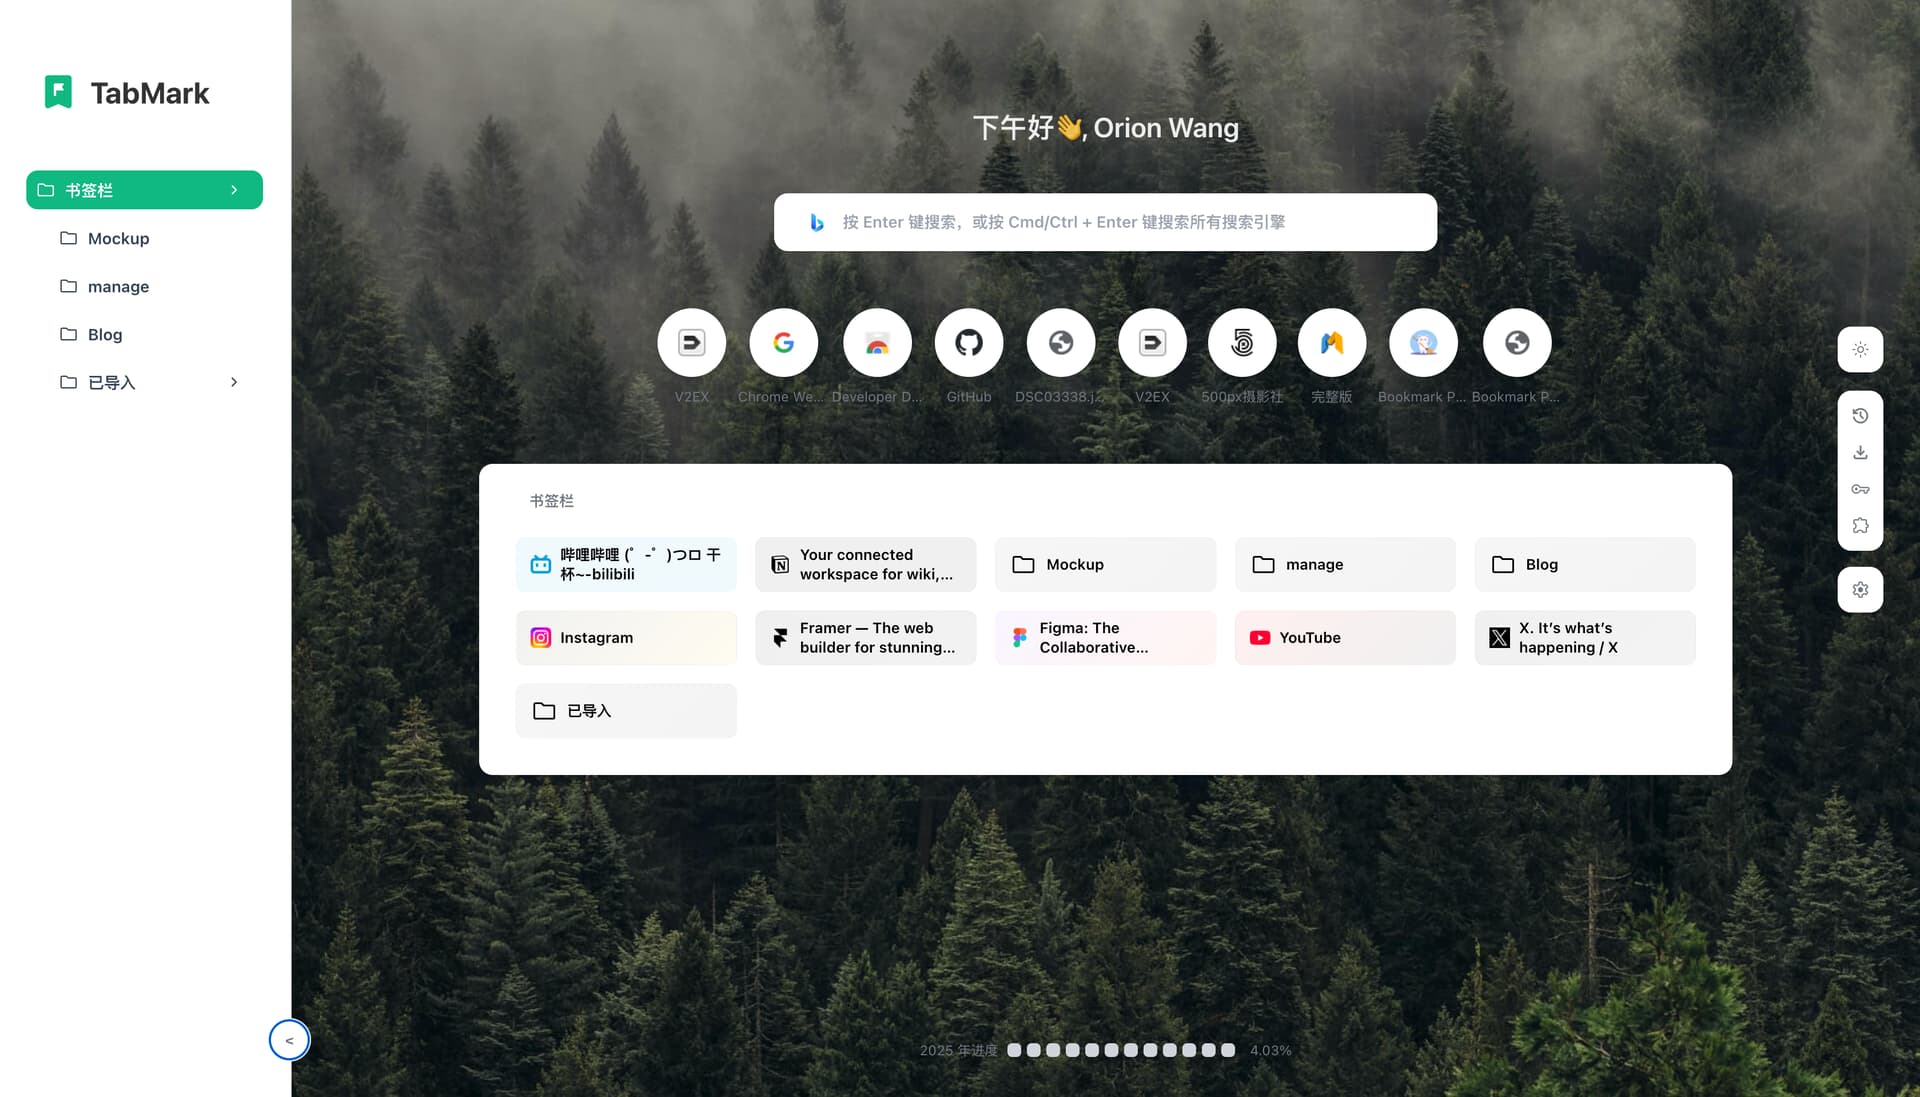 TabMark
书签栏
Mockup
manage
Blog
已导入
下午好👋, Orion Wang
按 Enter 键搜索，或按 Cmd/Ctrl + Enter 键搜索所有搜索引擎
V2EX
Chrome We...
Developer D...
GitHub
DSC03338.j...
V2EX
500px摄影社
完整版
Bookmark P...
Bookmark P...
书签栏
哔哩哔哩 (゜-゜)つロ 干
杯~-bilibili
Your connected
workspace for wiki,...
Mockup
manage
Blog
Instagram
Framer — The web
builder for stunning...
Figma: The
Collaborative...
YouTube
X. It’s what’s
happening / X
已导入
<
2025 年进度
4.03%